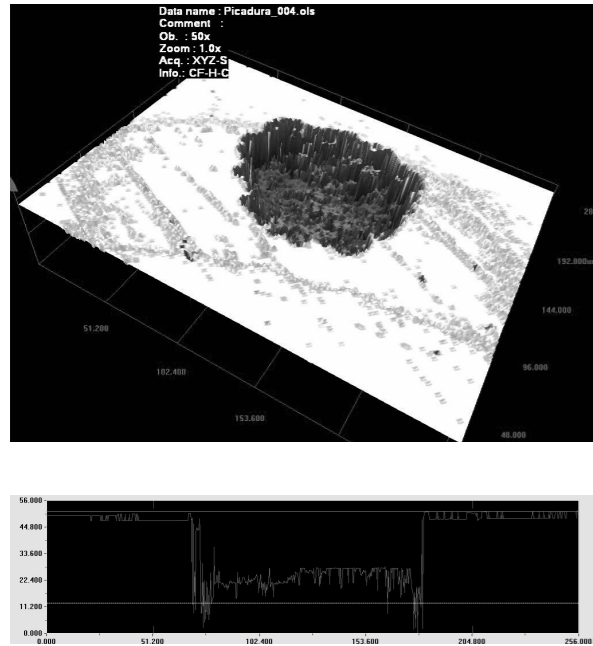 Data name : Picadura_004.ols
Comment :
Ob. : 50x
Zoom : 1.0x
Acq. : XYZ-S
Info.: CF-H-C
20
192.000
144.000
96.000
48.000
51.200
102.400
153.600
56.000
44.800
33.600
22.400
11.200
0.000
0.000 51.200 102.400 153.600 204.800 256.000